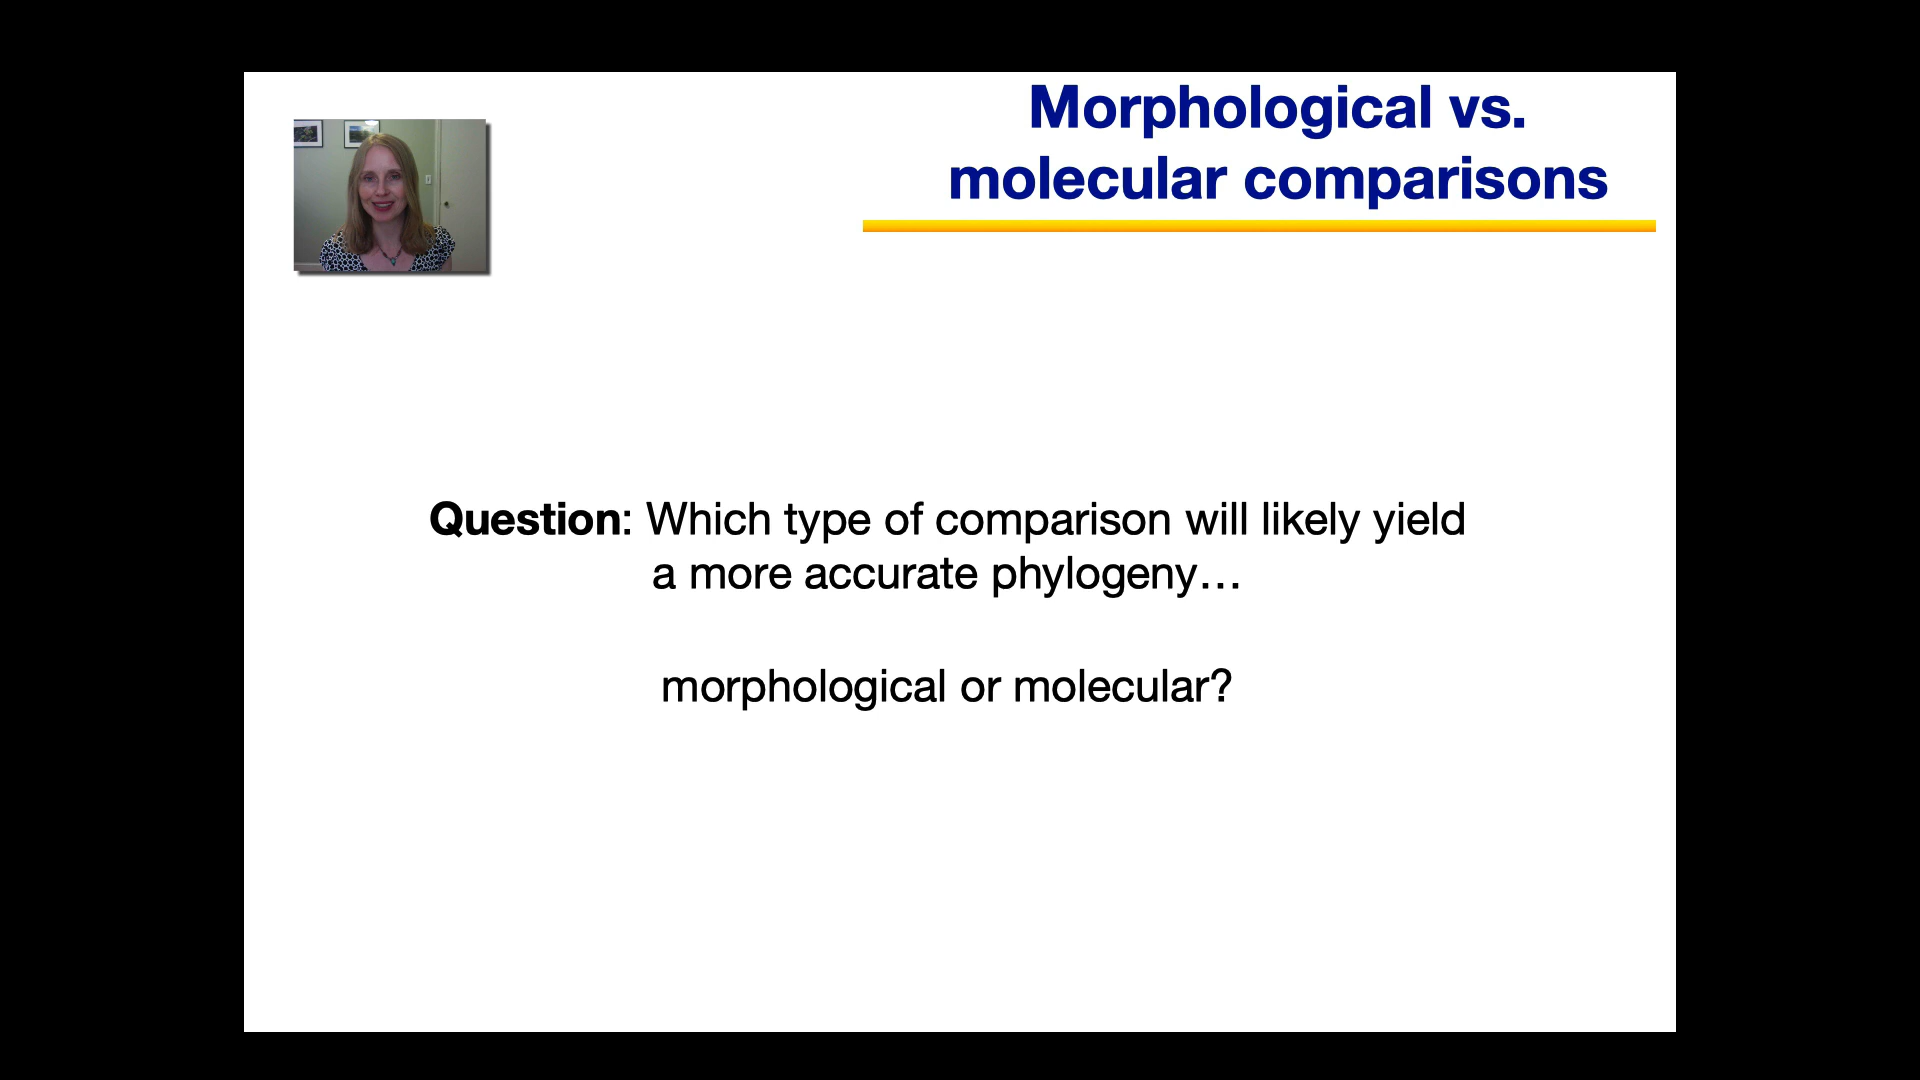 Morphological vs.
molecular comparisons
Question: Which type of comparison will likely yield
a more accurate phylogeny…
morphological or molecular?